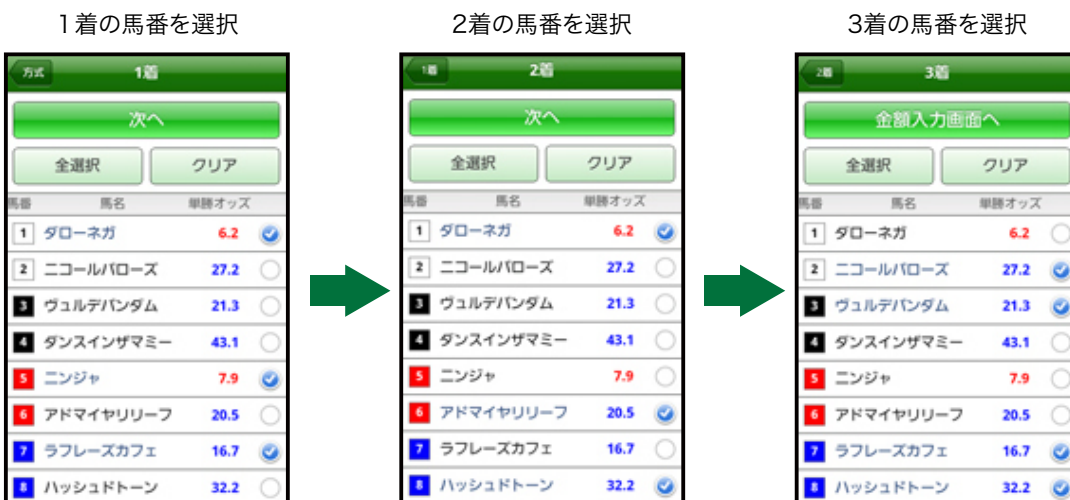 1着の馬番を選択
方式 1着
次へ
全選択 クリア
馬番 馬名 単勝オッズ
1 ダローネガ 6.2
2 ニコールバローズ 27.2
3 ヴェルデバンダム 21.3
4 ダンスインザマミー 43.1
5 ニンジャ 7.9
6 アドマイヤリリーフ 20.5
7 ラフレーズカフェ 16.7
8 ハッシュドトーン 32.2
2着の馬番を選択
1着 2着
次へ
全選択 クリア
馬番 馬名 単勝オッズ
1 ダローネガ 6.2
2 ニコールバローズ 27.2
3 ヴェルデバンダム 21.3
4 ダンスインザマミー 43.1
5 ニンジャ 7.9
6 アドマイヤリリーフ 20.5
7 ラフレーズカフェ 16.7
8 ハッシュドトーン 32.2
3着の馬番を選択
2着 3着
金額入力画面へ
全選択 クリア
馬番 馬名 単勝オッズ
1 ダローネガ 6.2
2 ニコールバローズ 27.2
3 ヴェルデバンダム 21.3
4 ダンスインザマミー 43.1
5 ニンジャ 7.9
6 アドマイヤリリーフ 20.5
7 ラフレーズカフェ 16.7
8 ハッシュドトーン 32.2